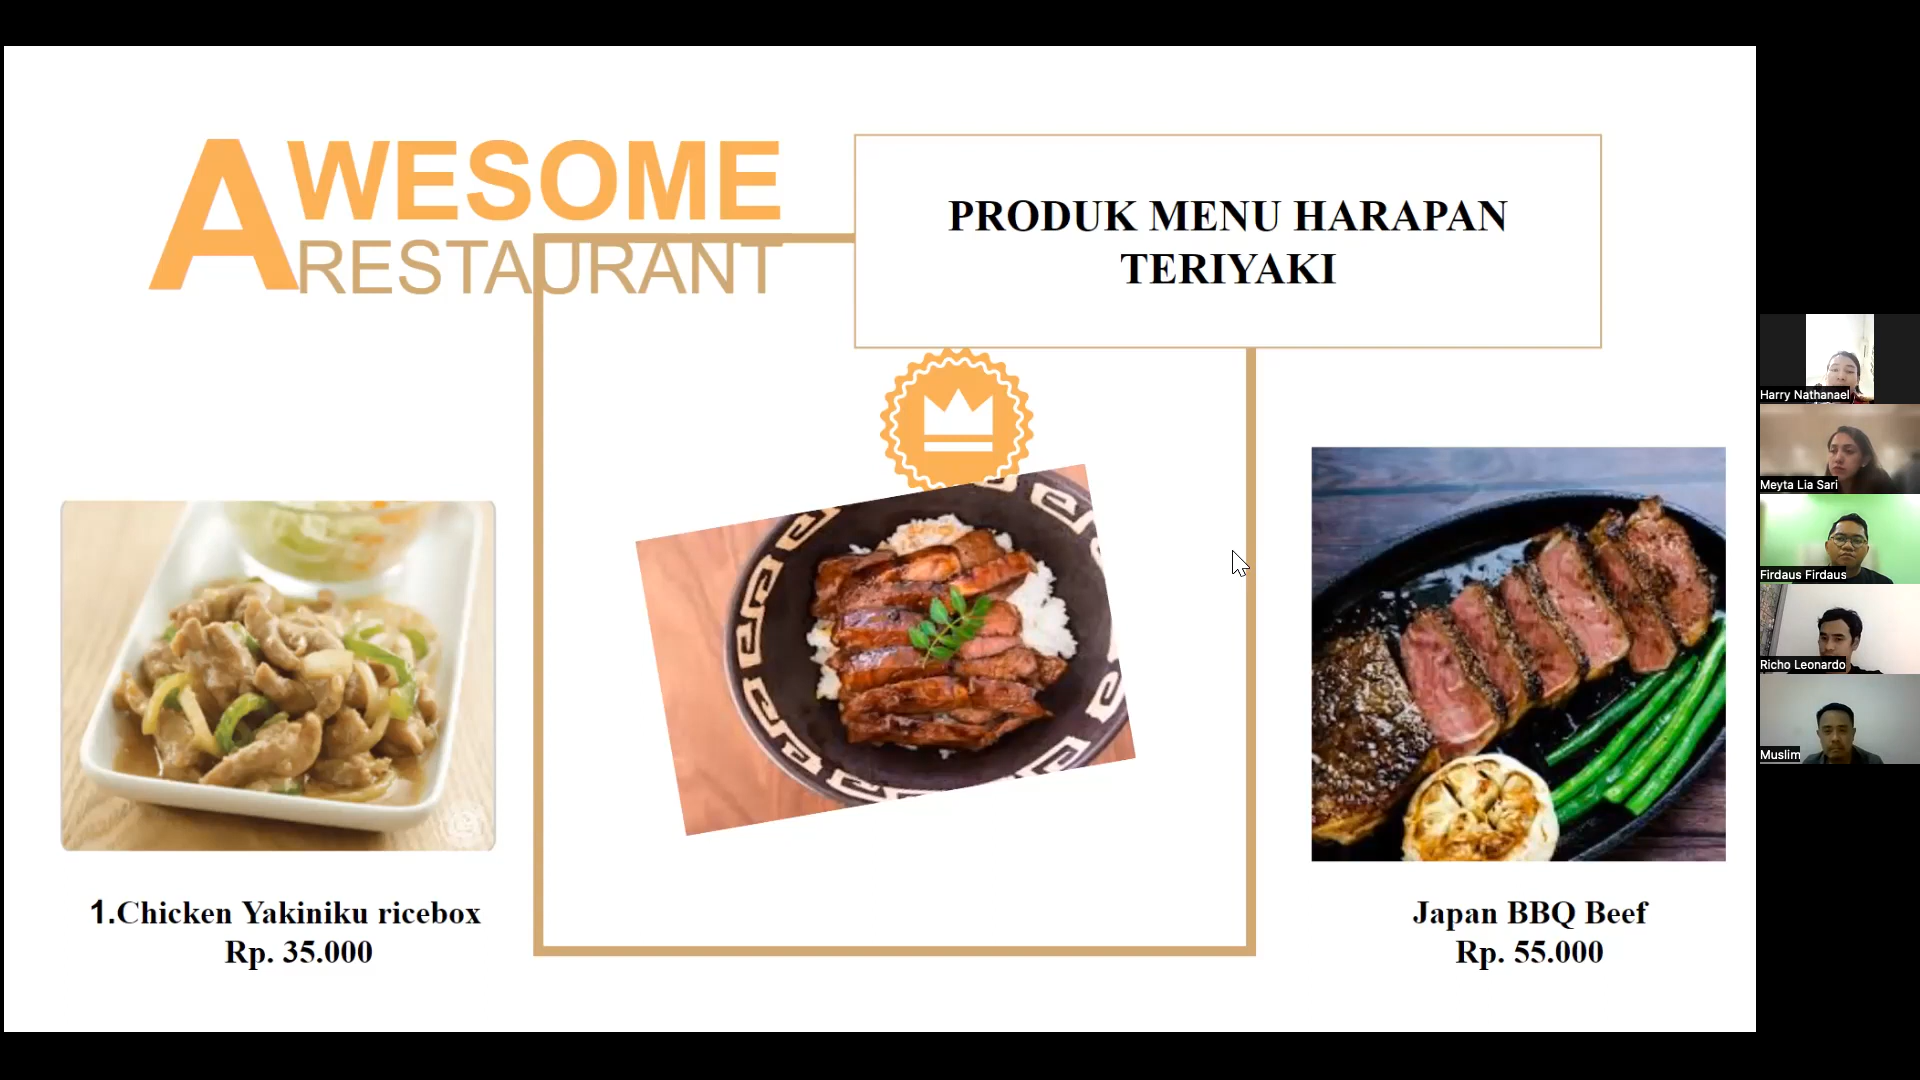 AWESOME
RESTAURANT
PRODUK MENU HARAPAN
TERIYAKI
1.Chicken Yakiniku ricebox
Rp. 35.000
Japan BBQ Beef
Rp. 55.000
Harry Nathanael
Meyta Lia Sari
Firdaus Firdaus
Richo Leonardo
Muslim